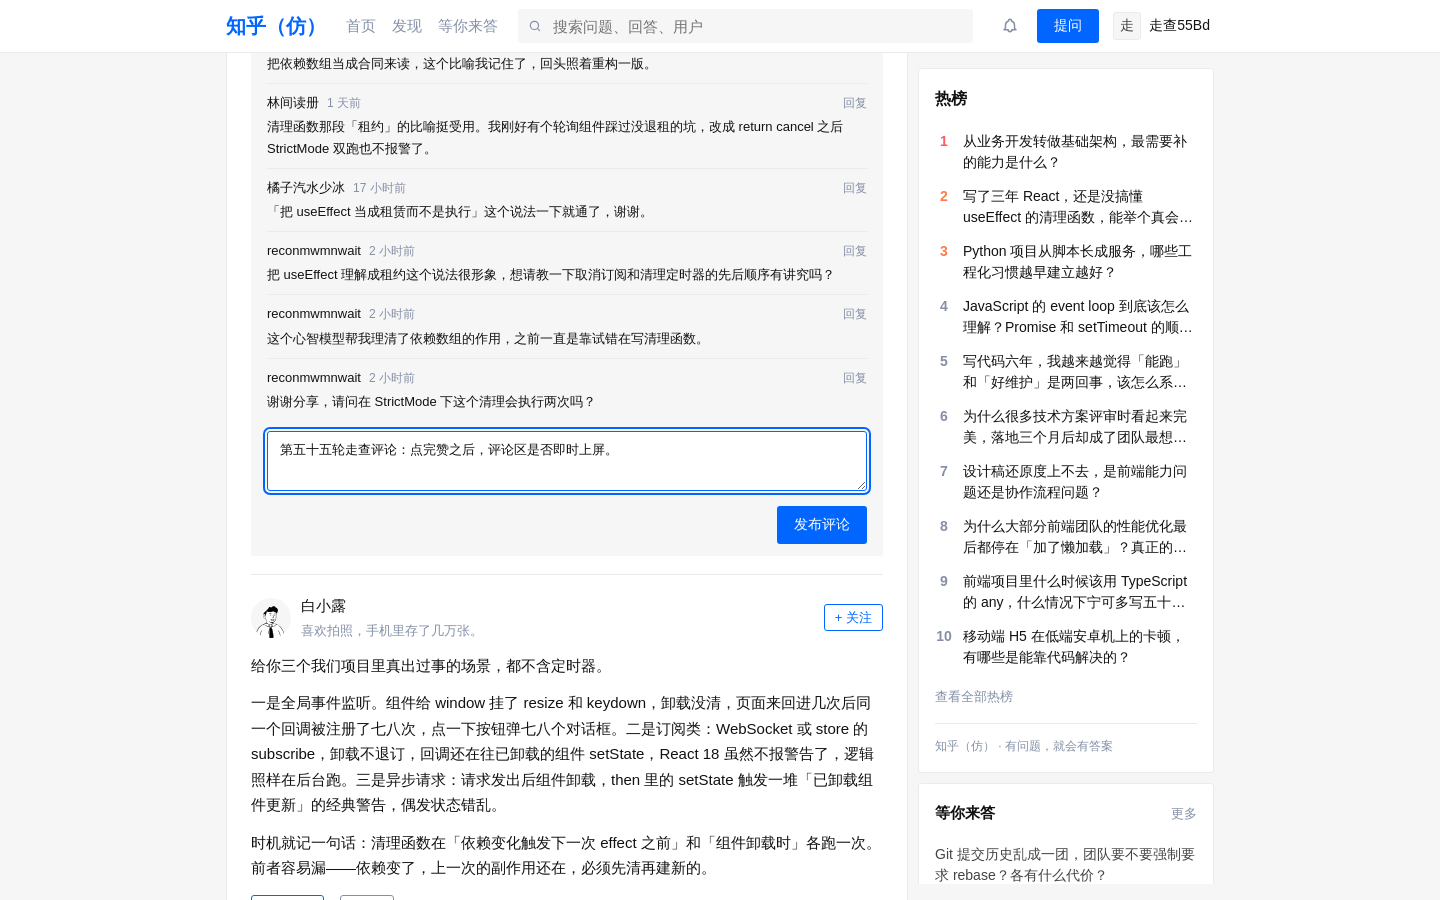 知乎（仿）
首页 发现 等你来答
搜索问题、回答、用户
提问
走 走查55Bd
把依赖数组当成合同来读，这个比喻我记住了，回头照着重构一版。
林间读册 1 天前 回复
清理函数那段「租约」的比喻挺受用。我刚好有个轮询组件踩过没退租的坑，改成 return cancel 之后
StrictMode 双跑也不报警了。
橘子汽水少冰 17 小时前 回复
「把 useEffect 当成租赁而不是执行」这个说法一下就通了，谢谢。
reconmwmnwait 2 小时前 回复
把 useEffect 理解成租约这个说法很形象，想请教一下取消订阅和清理定时器的先后顺序有讲究吗？
reconmwmnwait 2 小时前 回复
这个心智模型帮我理清了依赖数组的作用，之前一直是靠试错在写清理函数。
reconmwmnwait 2 小时前 回复
谢谢分享，请问在 StrictMode 下这个清理会执行两次吗？
第五十五轮走查评论：点完赞之后，评论区是否即时上屏。
发布评论
白小露
喜欢拍照，手机里存了几万张。
+ 关注
给你三个我们项目里真出过事的场景，都不含定时器。
一是全局事件监听。组件给 window 挂了 resize 和 keydown，卸载没清，页面来回进几次后同
一个回调被注册了七八次，点一下按钮弹七八个对话框。二是订阅类：WebSocket 或 store 的
subscribe，卸载不退订，回调还在往已卸载的组件 setState，React 18 虽然不报警告了，逻辑
照样在后台跑。三是异步请求：请求发出后组件卸载，then 里的 setState 触发一堆「已卸载组
件更新」的经典警告，偶发状态错乱。
时机就记一句话：清理函数在「依赖变化触发下一次 effect 之前」和「组件卸载时」各跑一次。
前者容易漏——依赖变了，上一次的副作用还在，必须先清再建新的。
热榜
1 从业务开发转做基础架构，最需要补
的能力是什么？
2 写了三年 React，还是没搞懂
useEffect 的清理函数，能举个真会…
3 Python 项目从脚本长成服务，哪些工
程化习惯越早建立越好？
4 JavaScript 的 event loop 到底该怎么
理解？Promise 和 setTimeout 的顺…
5 写代码六年，我越来越觉得「能跑」
和「好维护」是两回事，该怎么系…
6 为什么很多技术方案评审时看起来完
美，落地三个月后却成了团队最想…
7 设计稿还原度上不去，是前端能力问
题还是协作流程问题？
8 为什么大部分前端团队的性能优化最
后都停在「加了懒加载」？真正的…
9 前端项目里什么时候该用 TypeScript
的 any，什么情况下宁可多写五十…
10 移动端 H5 在低端安卓机上的卡顿，
有哪些是能靠代码解决的？
查看全部热榜
知乎（仿） · 有问题，就会有答案
等你来答 更多
Git 提交历史乱成一团，团队要不要强制要
求 rebase？各有什么代价？